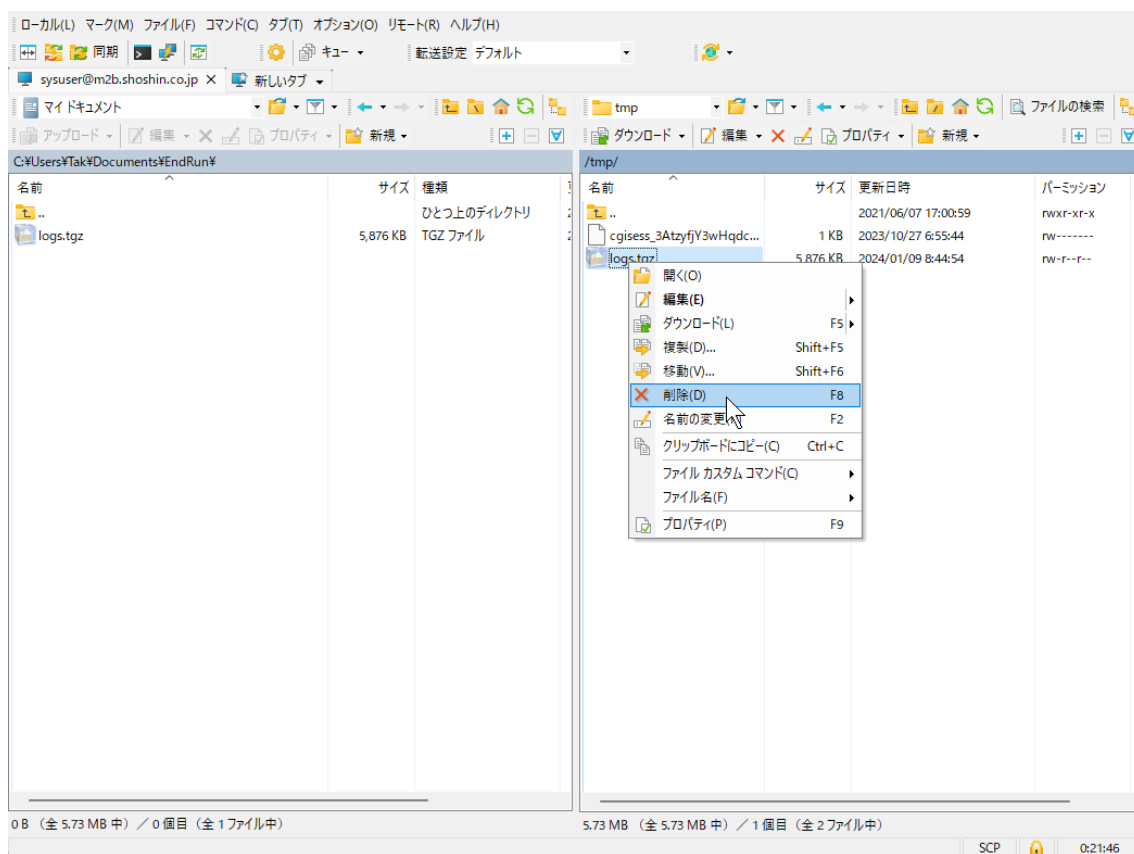 ローカル(L) マーク(M) ファイル(F) コマンド(C) タブ(T) オプション(O) リモート(R) ヘルプ(H)
同期 キュー 転送設定 デフォルト
sysuser@m2b.shoshin.co.jp 新しいタブ
マイ ドキュメント
アップロード 編集 プロパティ 新規
C:¥Users¥Tak¥Documents¥EndRun¥
名前 サイズ 種類
.. ひとつ上のディレクトリ
logs.tgz 5,876 KB TGZ ファイル
0 B （全 5.73 MB 中）／ 0 個目（全 1 ファイル中）
tmp ファイルの検索
ダウンロード 編集 プロパティ 新規
/tmp/
名前 サイズ 更新日時 パーミッション
.. 2021/06/07 17:00:59 rwxr-xr-x
cgisess_3AtzyfjY3wHqdc... 1 KB 2023/10/27 6:55:44 rw-------
logs.tgz 5,876 KB 2024/01/09 8:44:54 rw-r--r--
開く(O)
編集(E)
ダウンロード(L) F5
複製(D)... Shift+F5
移動(V)... Shift+F6
削除(D) F8
名前の変更 F2
クリップボードにコピー(C) Ctrl+C
ファイル カスタム コマンド(C)
ファイル名(F)
プロパティ(P) F9
5.73 MB （全 5.73 MB 中）／ 1 個目（全 2 ファイル中）
SCP 0:21:46